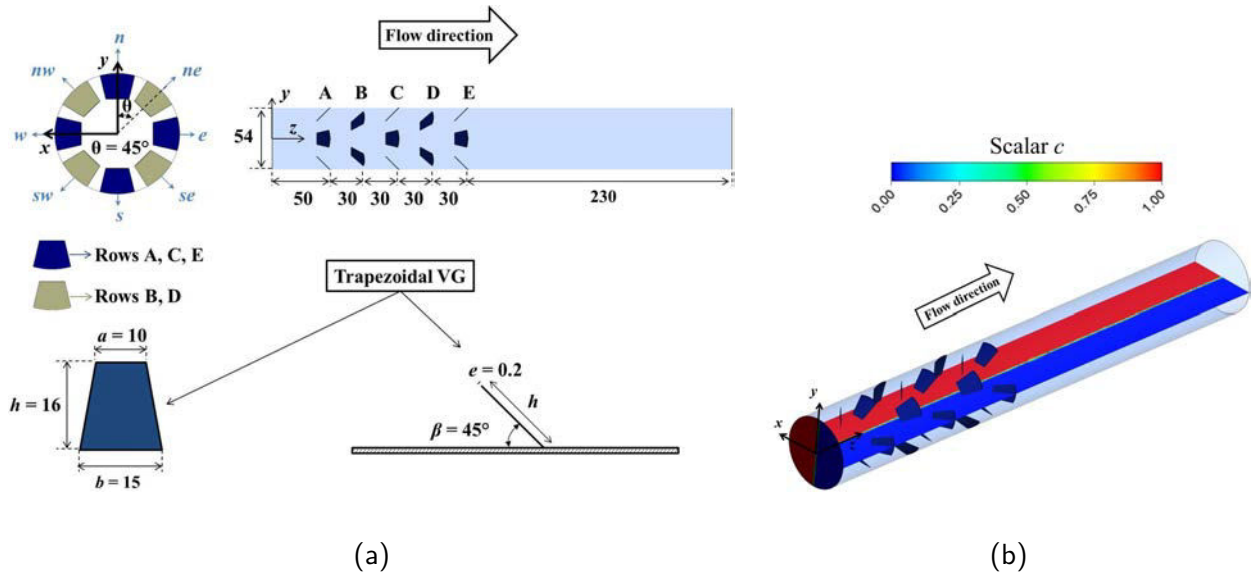 Flow direction
n
y
nw
ne
θ
w
e
x
θ = 45°
sw
se
s
A B C D E
y
z
54
50 30 30 30 30 230
Rows A, C, E
Rows B, D
Trapezoidal VG
a = 10
h = 16
b = 15
e = 0.2
h
β = 45°
Scalar c
0.00 0.25 0.50 0.75 1.00
Flow direction
y
x
z
(a)
(b)